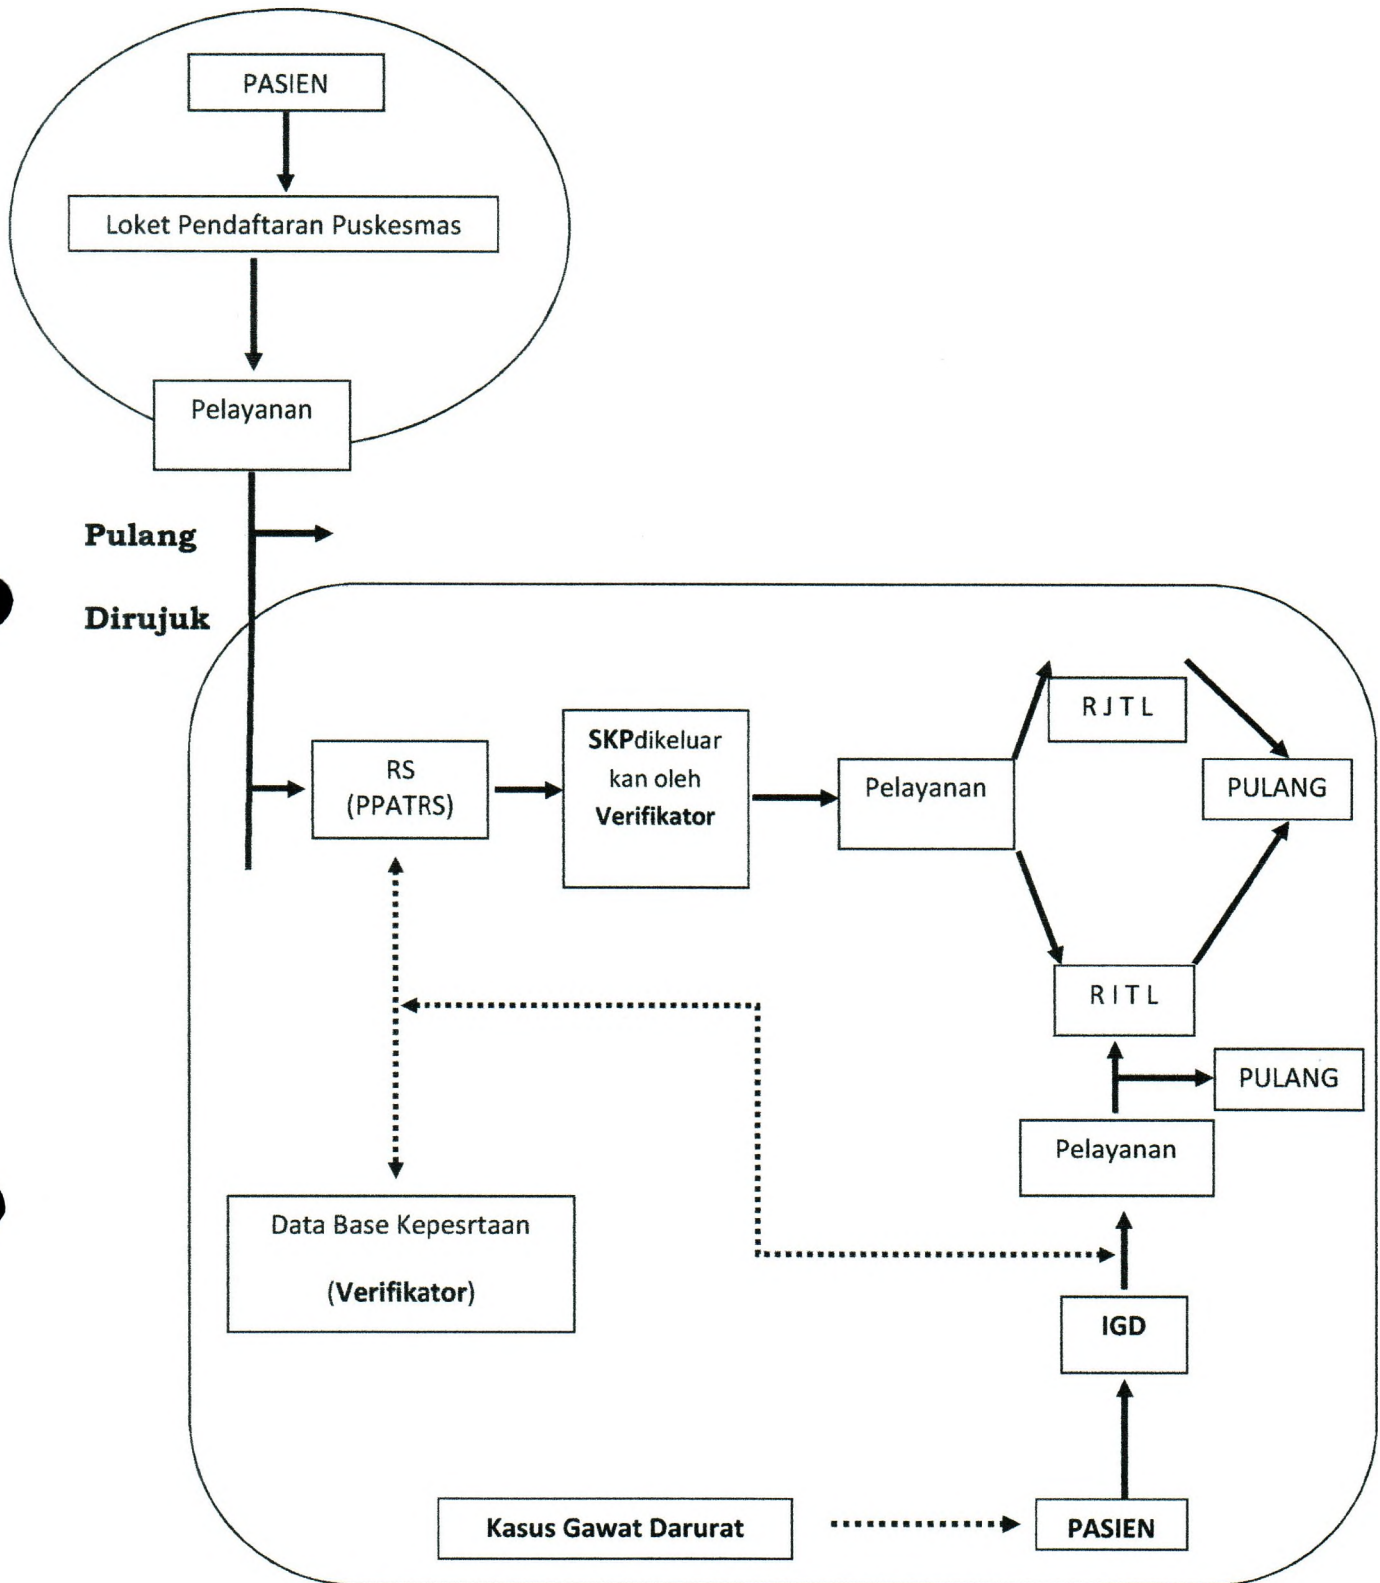 PASIEN
Loket Pendaftaran Puskesmas
Pelayanan
Pulang
Dirujuk
RS
(PPATRS)
SKPdikeluar
kan oleh
Verifikator
Pelayanan
R J T L
PULANG
R I T L
PULANG
Pelayanan
Data Base Kepesrtaan
(Verifikator)
IGD
Kasus Gawat Darurat
PASIEN